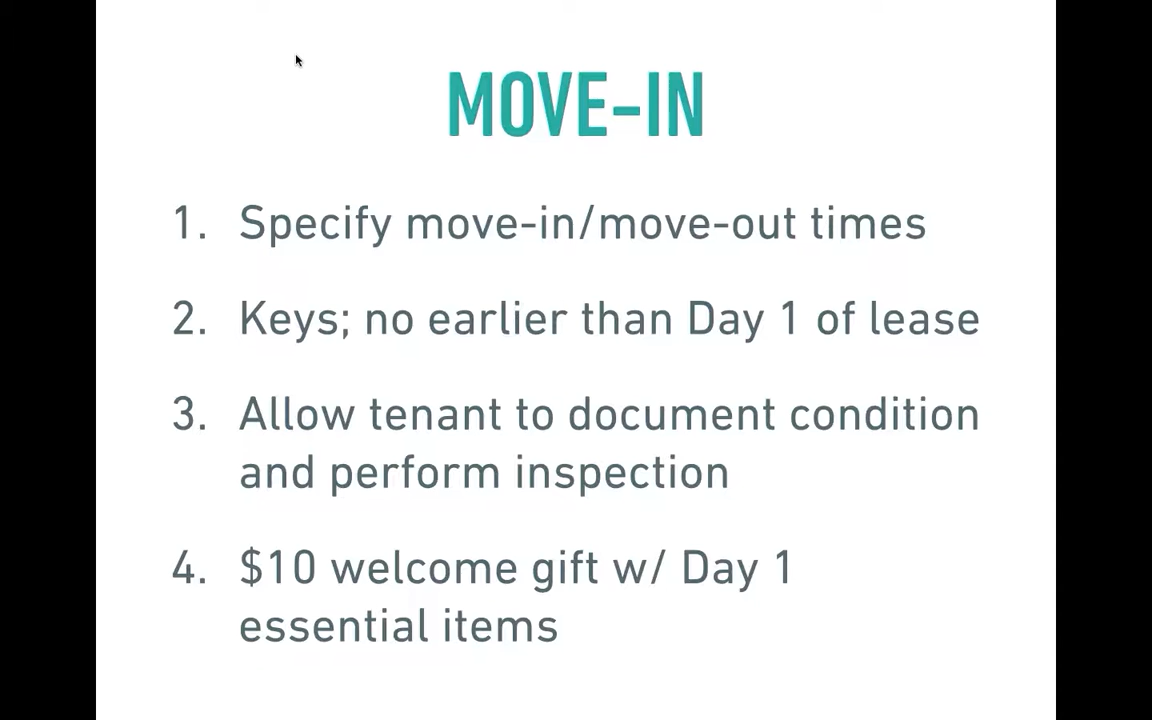 MOVE-IN
1. Specify move-in/move-out times
2. Keys; no earlier than Day 1 of lease
3. Allow tenant to document condition
and perform inspection
4. $10 welcome gift w/ Day 1
essential items